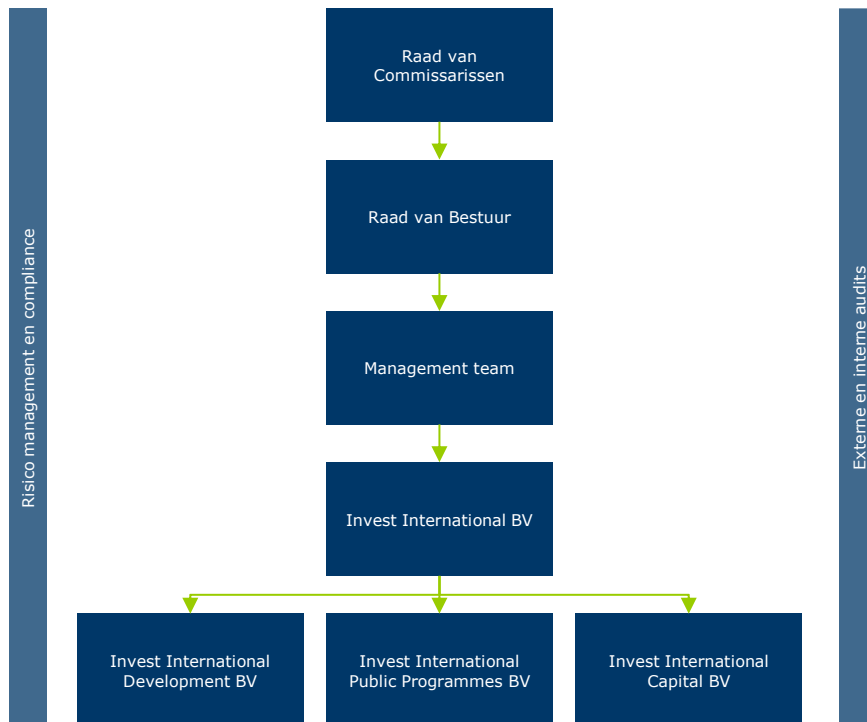 Risico management en compliance
Raad van
Commissarissen
Raad van Bestuur
Management team
Invest International BV
Invest International
Development BV
Invest International
Public Programmes BV
Invest International
Capital BV
Externe en interne audits